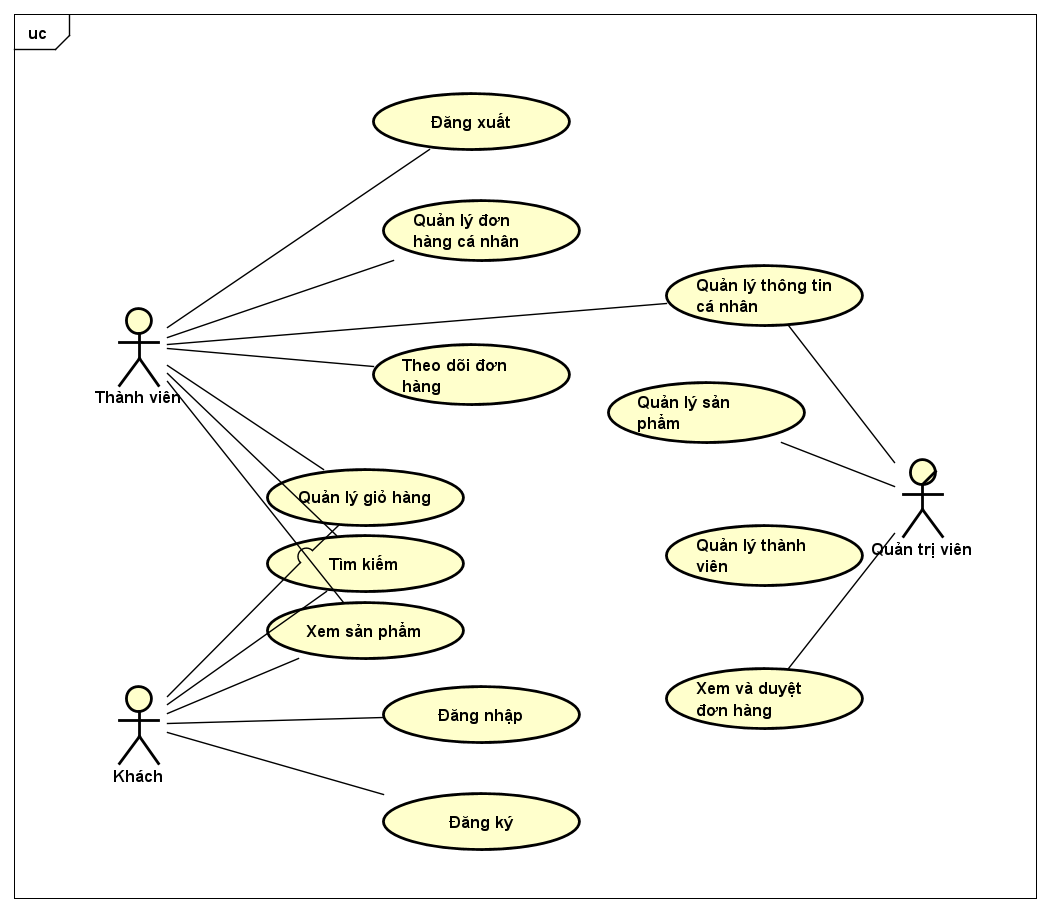 uc
Đăng xuất
Quản lý đơn
hàng cá nhân
Quản lý thông tin
cá nhân
Thành viên
Theo dõi đơn
hàng
Quản lý sản
phẩm
Quản lý giỏ hàng
Tìm kiếm
Quản lý thành
viên
Quản trị viên
Xem sản phẩm
Xem và duyệt
đơn hàng
Đăng nhập
Khách
Đăng ký